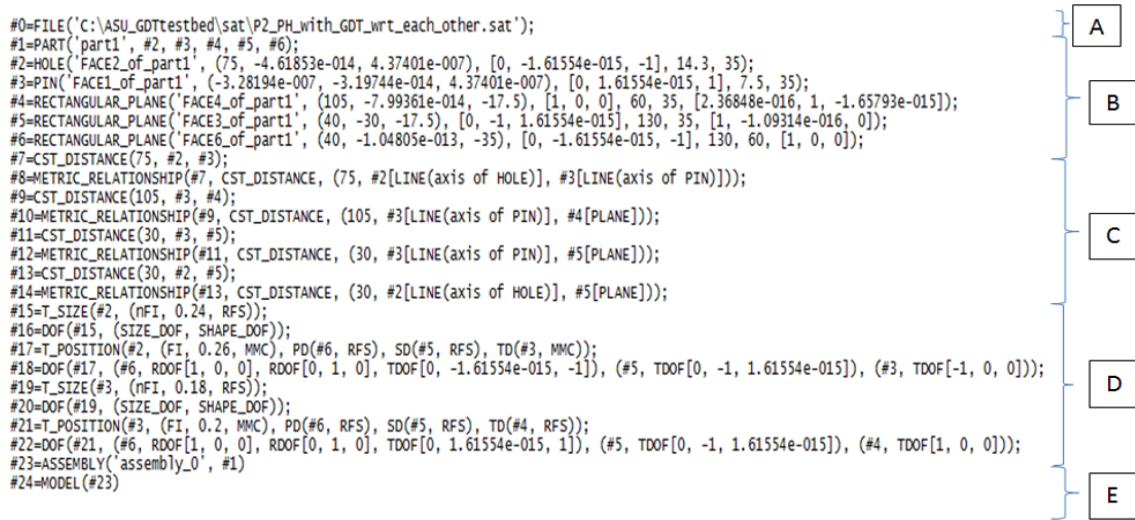 #0=FILE('C:\ASU_GDTtestbed\sat\P2_PH_with_GDT_wrt_each_other.sat');
#1=PART('part1', #2, #3, #4, #5, #6);
#2=HOLE('FACE2_of_part1', (75, -4.61853e-014, 4.37401e-007), [0, -1.61554e-015, -1], 14.3, 35);
#3=PIN('FACE1_of_part1', (-3.28194e-007, -3.19744e-014, 4.37401e-007), [0, 1.61554e-015, 1], 7.5, 35);
#4=RECTANGULAR_PLANE('FACE4_of_part1', (105, -7.99361e-014, -17.5), [1, 0, 0], 60, 35, [2.36848e-016, 1, -1.65793e-015]);
#5=RECTANGULAR_PLANE('FACE3_of_part1', (40, -30, -17.5), [0, -1, 1.61554e-015], 130, 35, [1, -1.09314e-016, 0]);
#6=RECTANGULAR_PLANE('FACE6_of_part1', (40, -1.04805e-013, -35), [0, -1.61554e-015, -1], 130, 60, [1, 0, 0]);
#7=CST_DISTANCE(75, #2, #3);
#8=METRIC_RELATIONSHIP(#7, CST_DISTANCE, (75, #2[LINE(axis of HOLE)], #3[LINE(axis of PIN)]));
#9=CST_DISTANCE(105, #3, #4);
#10=METRIC_RELATIONSHIP(#9, CST_DISTANCE, (105, #3[LINE(axis of PIN)], #4[PLANE]));
#11=CST_DISTANCE(30, #3, #5);
#12=METRIC_RELATIONSHIP(#11, CST_DISTANCE, (30, #3[LINE(axis of PIN)], #5[PLANE]));
#13=CST_DISTANCE(30, #2, #5);
#14=METRIC_RELATIONSHIP(#13, CST_DISTANCE, (30, #2[LINE(axis of HOLE)], #5[PLANE]));
#15=T_SIZE(#2, (nFI, 0.24, RFS));
#16=DOF(#15, (SIZE_DOF, SHAPE_DOF));
#17=T_POSITION(#2, (FI, 0.26, MMC), PD(#6, RFS), SD(#5, RFS), TD(#3, MMC));
#18=DOF(#17, (#6, RDOF[1, 0, 0], RDOF[0, 1, 0], TDOF[0, -1.61554e-015, -1]), (#5, TDOF[0, -1, 1.61554e-015]), (#3, TDOF[-1, 0, 0]));
#19=T_SIZE(#3, (nFI, 0.18, RFS));
#20=DOF(#19, (SIZE_DOF, SHAPE_DOF));
#21=T_POSITION(#3, (FI, 0.2, MMC), PD(#6, RFS), SD(#5, RFS), TD(#4, RFS));
#22=DOF(#21, (#6, RDOF[1, 0, 0], RDOF[0, 1, 0], TDOF[0, 1.61554e-015, 1]), (#5, TDOF[0, -1, 1.61554e-015]), (#4, TDOF[1, 0, 0]));
#23=ASSEMBLY('assembly_0', #1)
#24=MODEL(#23)
A
B
C
D
E